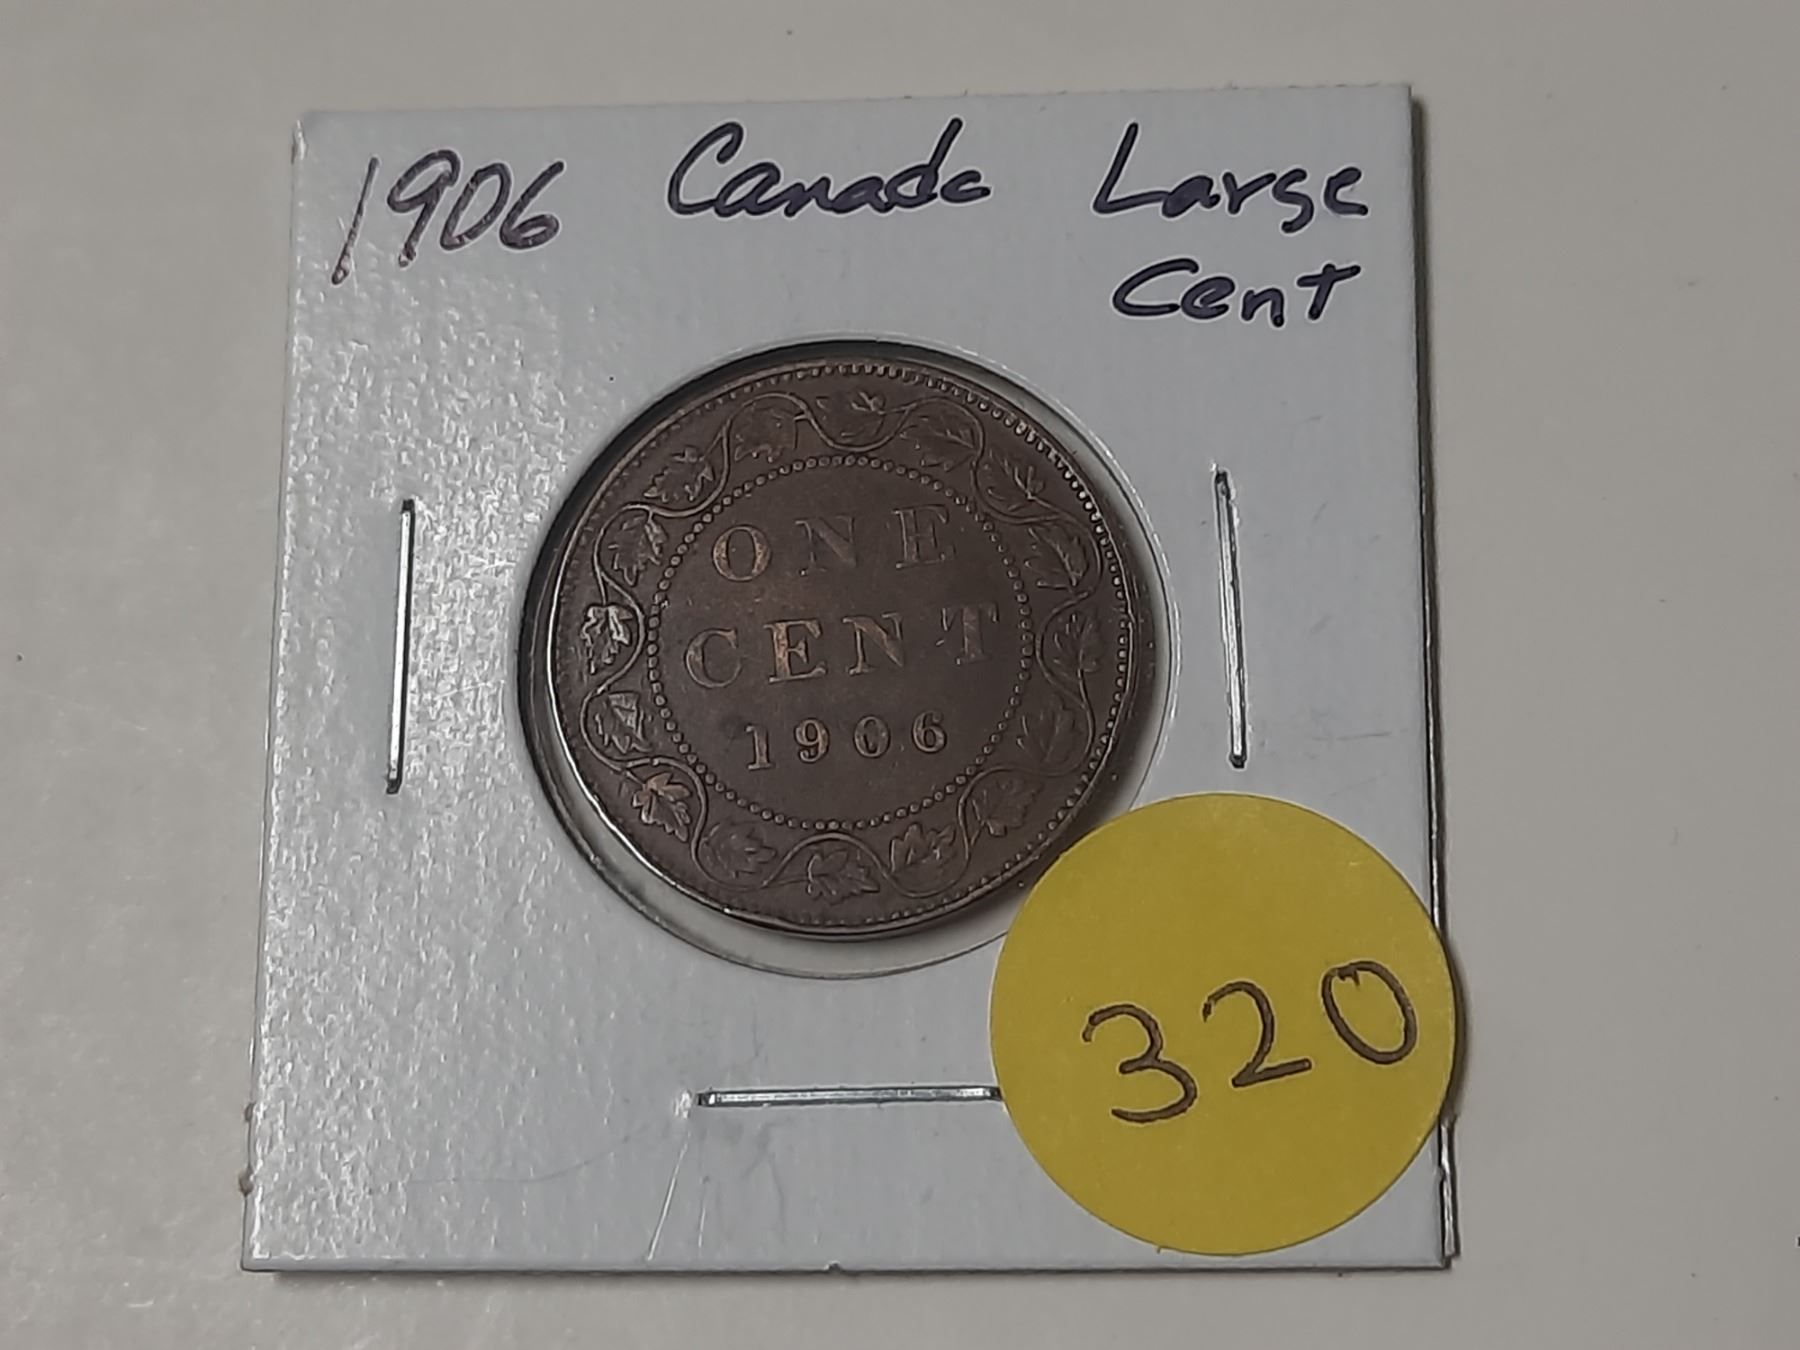 1906 Canada Large
Cent
ONE
CENT
1906
320